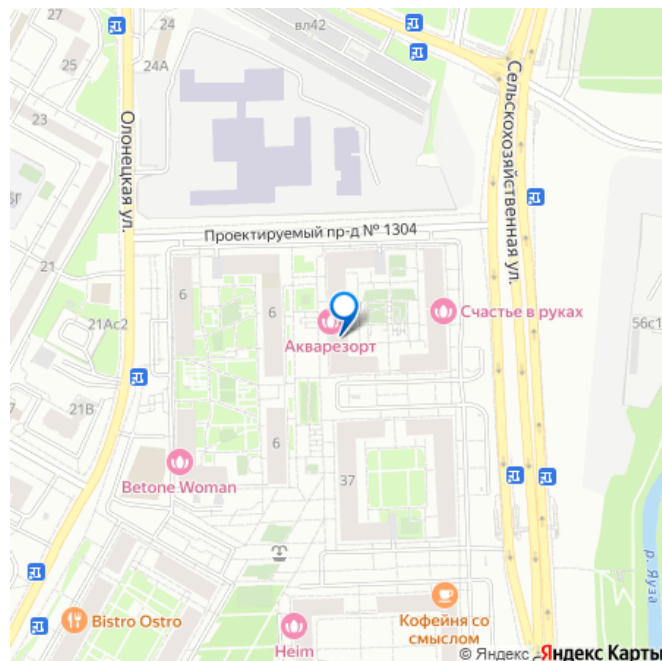 27
24
вл42
25
24А
23
Олонецкая ул.
Сельскохозяйственная ул.
Проектируемый пр-д № 1304
21
6
6
Счастье в руках
21Ас2
Акварезорт
56с1
21В
6
37
Betone Woman
р. Яуза
Bistro Ostro
Кофейня со
смыслом
Heim
© Яндекс
Яндекс Карты